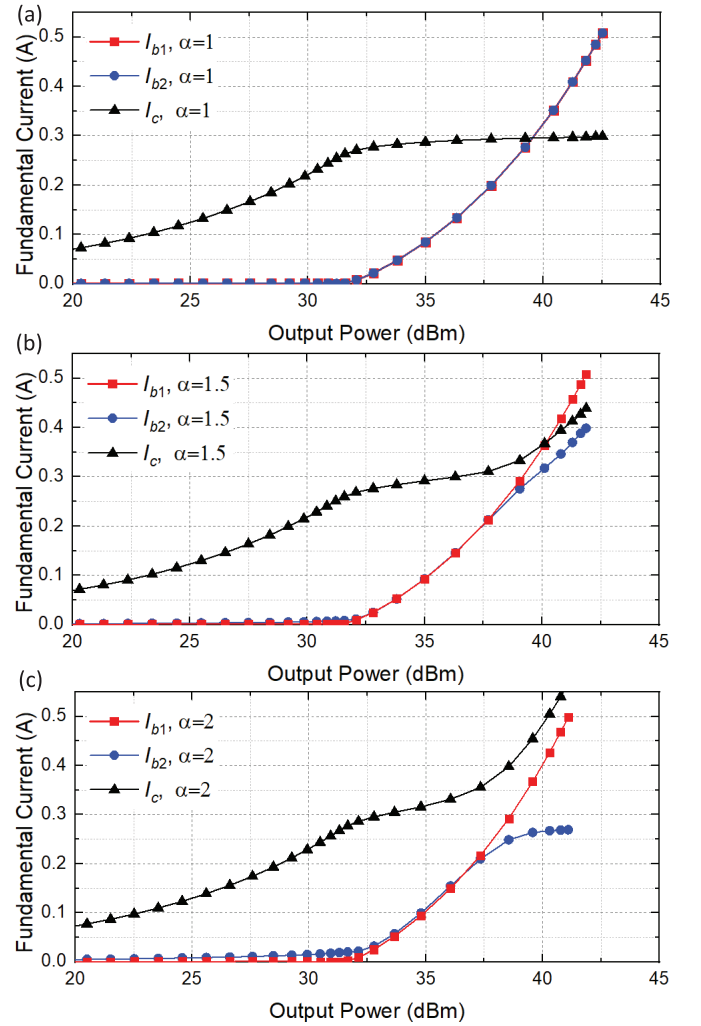 (a)
Fundamental Current (A)
0.5
0.4
0.3
0.2
0.1
0.0
I_b1, α=1
I_b2, α=1
I_c, α=1
20 25 30 35 40 45
Output Power (dBm)
(b)
Fundamental Current (A)
0.5
0.4
0.3
0.2
0.1
0.0
I_b1, α=1.5
I_b2, α=1.5
I_c, α=1.5
20 25 30 35 40 45
Output Power (dBm)
(c)
Fundamental Current (A)
0.5
0.4
0.3
0.2
0.1
0.0
I_b1, α=2
I_b2, α=2
I_c, α=2
20 25 30 35 40 45
Output Power (dBm)